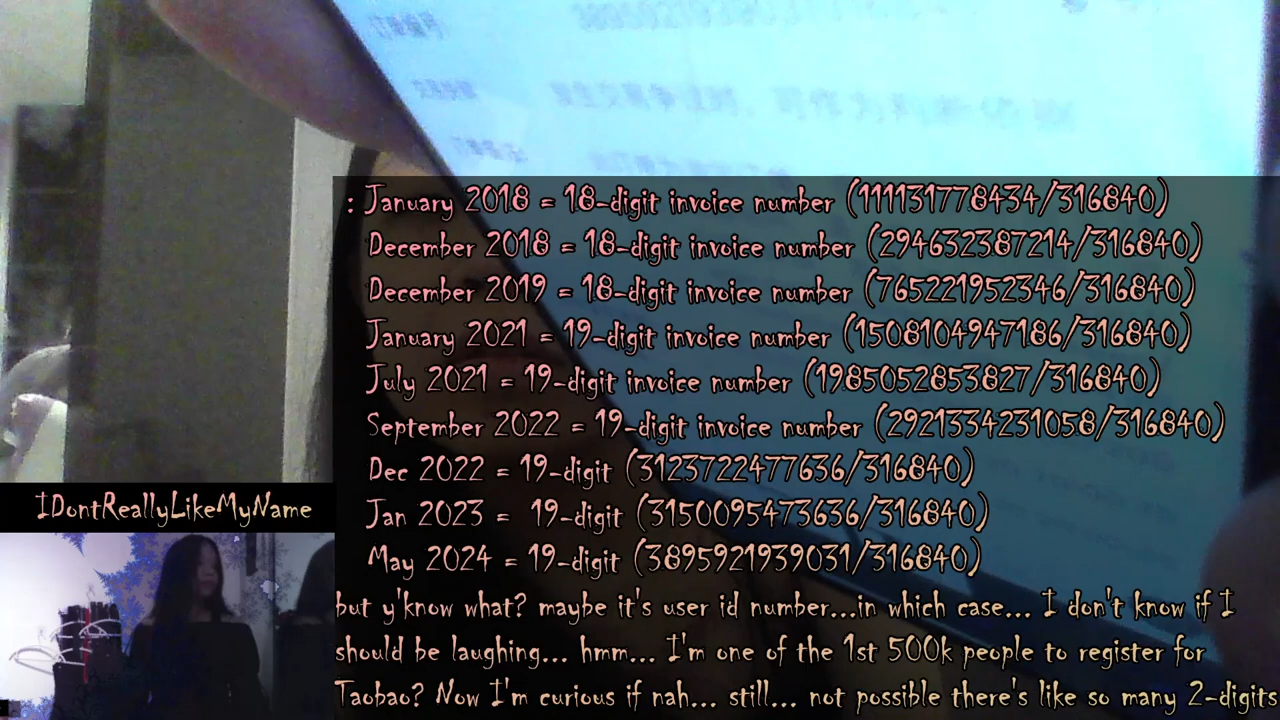 : January 2018 = 18-digit invoice number (111131778434/316840)
December 2018 = 18-digit invoice number (294632387214/316840)
December 2019 = 18-digit invoice number (765221952346/316840)
January 2021 = 19-digit invoice number (1508104947186/316840)
July 2021 = 19-digit invoice number (1985052853827/316840)
September 2022 = 19-digit invoice number (2921334231058/316840)
Dec 2022 = 19-digit (3123722477636/316840)
Jan 2023 = 19-digit (3150095473636/316840)
May 2024 = 19-digit (3895921939031/316840)
IDontReallyLikeMyName
but y'know what? maybe it's user id number...in which case... I don't know if I
should be laughing... hmm... I'm one of the 1st 500k people to register for
Taobao? Now I'm curious if nah... still... not possible there's like so many 2-digits